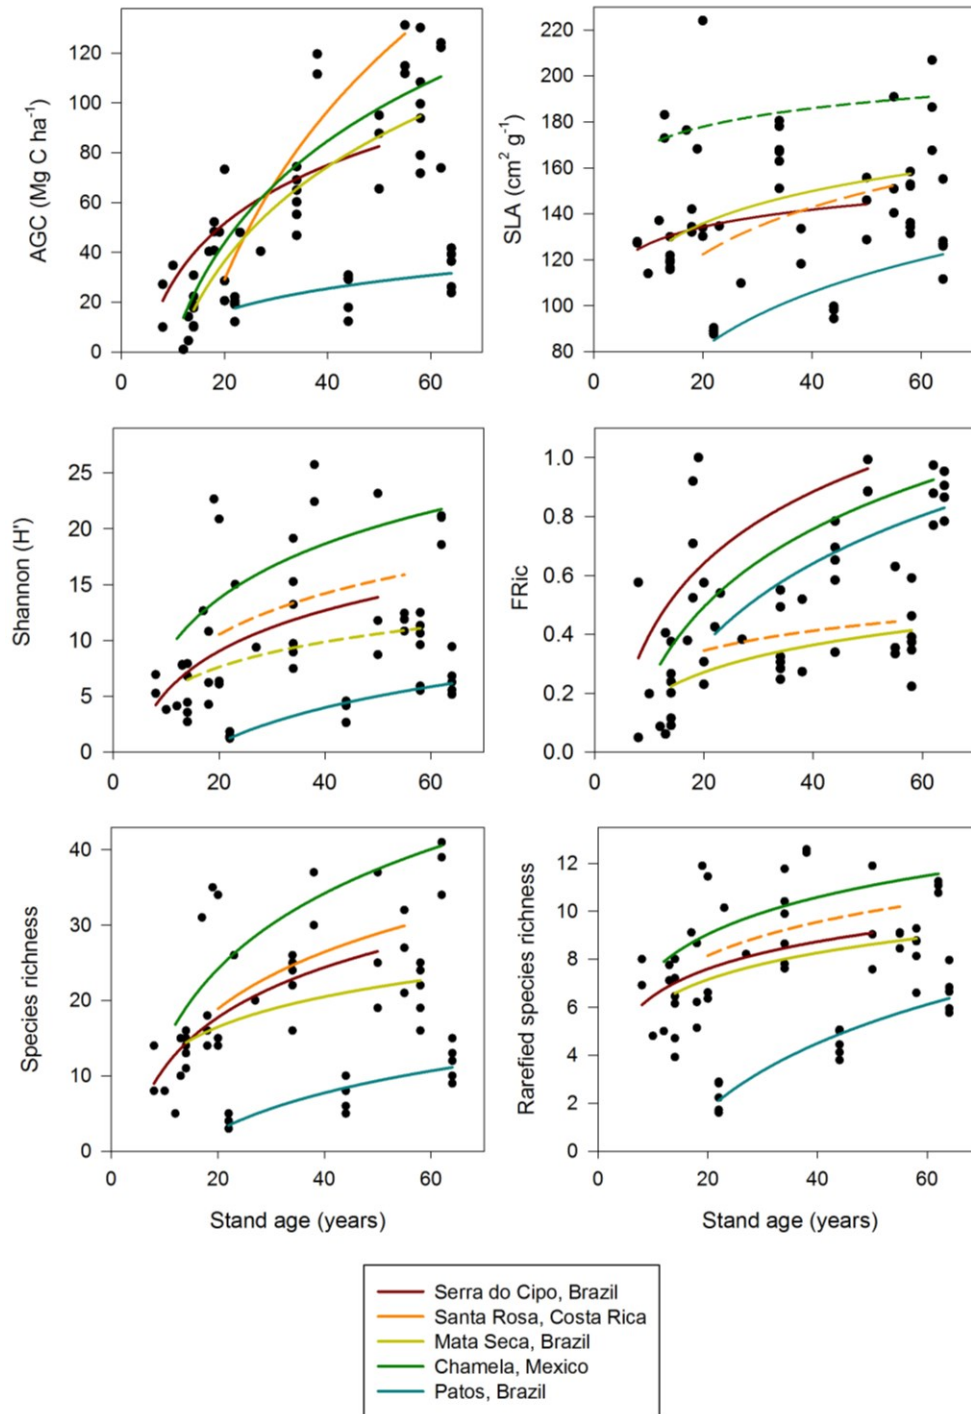 AGC (Mg C ha⁻¹)
120
100
80
60
40
20
0
0 20 40 60
SLA (cm² g⁻¹)
220
200
180
160
140
120
100
80
0 20 40 60
Shannon (H')
25
20
15
10
5
0
0 20 40 60
FRic
1.0
0.8
0.6
0.4
0.2
0.0
0 20 40 60
Species richness
40
30
20
10
0
0 20 40 60
Stand age (years)
Rarefied species richness
12
10
8
6
4
2
0
0 20 40 60
Stand age (years)
Serra do Cipo, Brazil
Santa Rosa, Costa Rica
Mata Seca, Brazil
Chamela, Mexico
Patos, Brazil